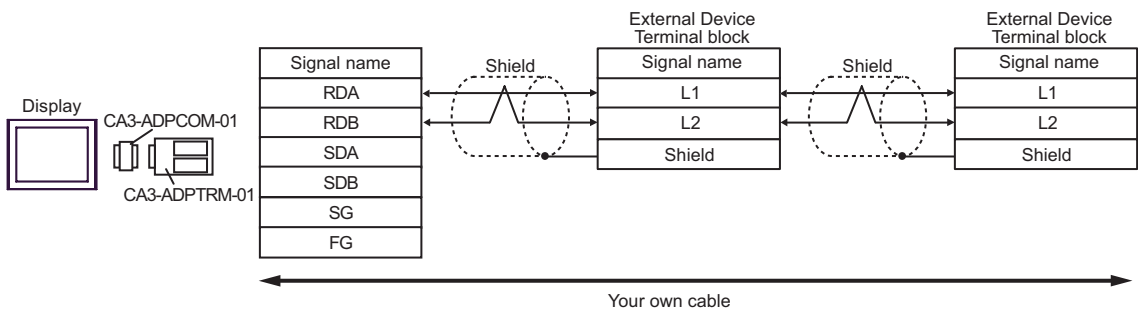 Display
CA3-ADPCOM-01
CA3-ADPTRM-01
Signal name
RDA
RDB
SDA
SDB
SG
FG
Shield
External Device
Terminal block
Signal name
L1
L2
Shield
Shield
External Device
Terminal block
Signal name
L1
L2
Shield
Your own cable